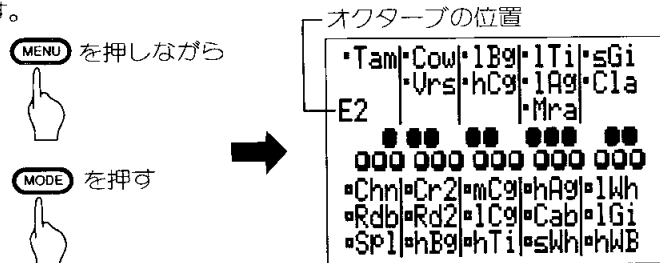 す。
オクターブの位置
MENU を押しながら
MODE を押す
▪Tam|▪Cow|▪lBg|▪lTi|▪sGi
▪Vrs|▪hCg|▪lAg|▪Cla
E2 |▪Mra|
▪Chn|▪Cr2|▪mCg|▪hAg|▪lWh
▪Rdb|▪Rd2|▪lCg|▪Cab|▪lGi
▪SPl|▪hBg|▪hTi|▪sWh|▪hWB